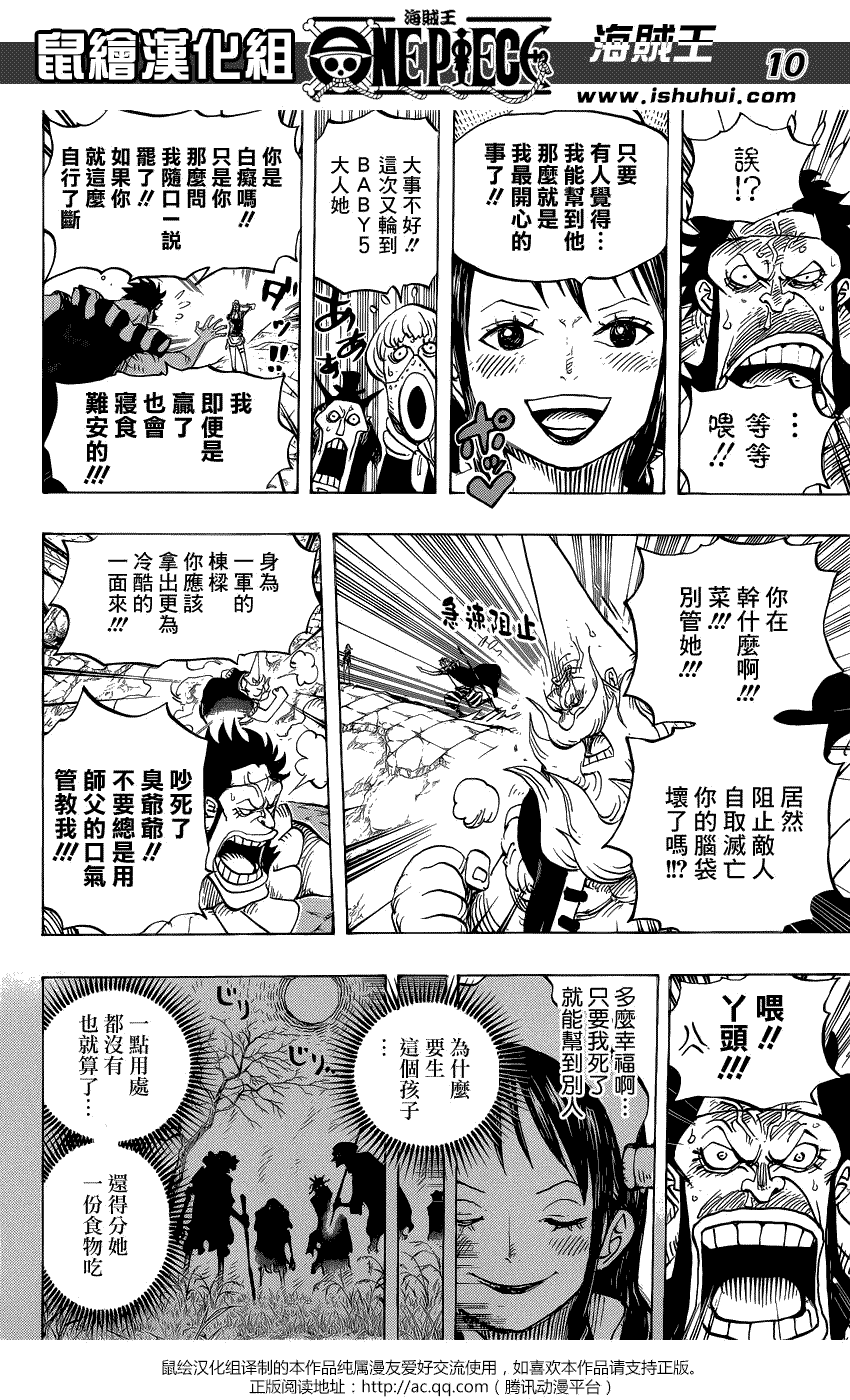 鼠繪漢化組
海賊王
ONE PIECE
海賊王
10
www.ishuhui.com
誒!?
…
等等
喂!!
只要
有人覺得…
我能幫到他
那麼就是
我最開心的
事了!!
ポッ
大事不好!!
這次又輪到
BABY5
大人她
ああぁ
你是
白癡嗎!!
只是你
那麼問
我隨口一說
罷了!!
如果你
就這麼
自行了斷
ダッ!!
我
即便是
贏了
也會
寢食
難安的!!!
你在
幹什麼啊!!!
菜!!!
別管她!!!
急速阻止
居然
阻止敵人
自取滅亡
你的腦袋
壞了嗎!!?
身為
一軍的
棟樑
你應該
拿出更為
冷酷的
一面來!!!
吵死了
臭爺爺!!
不要總是用
師父的口氣
管教我!!!
喂!!
丫頭!!!
多麼幸福啊…
只要我死了
就能幫到別人
為什麼
要生
這個孩子
…
じりっ
じりっ
一點用處
都沒有
也就算了…
還得分她
一份食物吃
鼠绘汉化组译制的本作品纯属漫友爱好交流使用，如喜欢本作品请支持正版。
正版阅读地址：http://ac.qq.com（腾讯动漫平台）